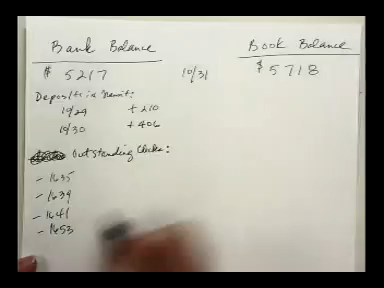 Bank Balance
Book Balance
$ 5217
10/31
$5718
Deposits in transit:
10/29 + 210
10/30 + 406
Outstanding Checks:
- 1635
- 1639
- 1641
- 1653